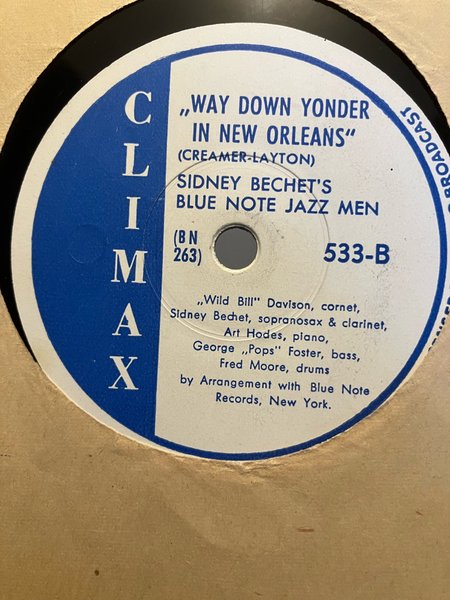 CLIMAX
„WAY DOWN YONDER
IN NEW ORLEANS“
(CREAMER-LAYTON)
SIDNEY BECHET'S
BLUE NOTE JAZZ MEN
(BN
263)
533-B
„Wild Bill" Davison, cornet,
Sidney Bechet, sopranosax & clarinet,
Art Hodes, piano,
George „Pops" Foster, bass,
Fred Moore, drums
by Arrangement with Blue Note
Records, New York.
BROADCAST